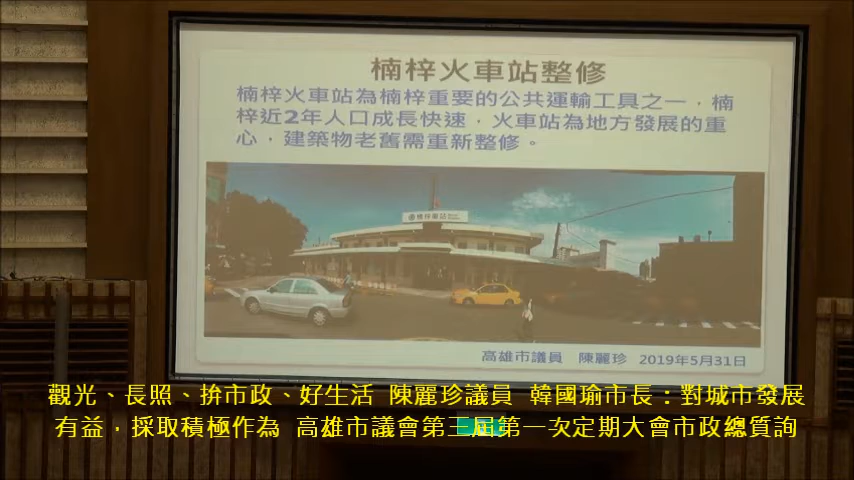 楠梓火車站整修
楠梓火車站為楠梓重要的公共運輸工具之一，楠
梓近2年人口成長快速，火車站為地方發展的重
心，建築物老舊需重新整修。
楠梓車站
高雄市議員 陳麗珍 2019年5月31日
觀光、長照、拚市政、好生活 陳麗珍議員 韓國瑜市長：對城市發展
有益，採取積極作為 高雄市議會第三屆第一次定期大會市政總質詢